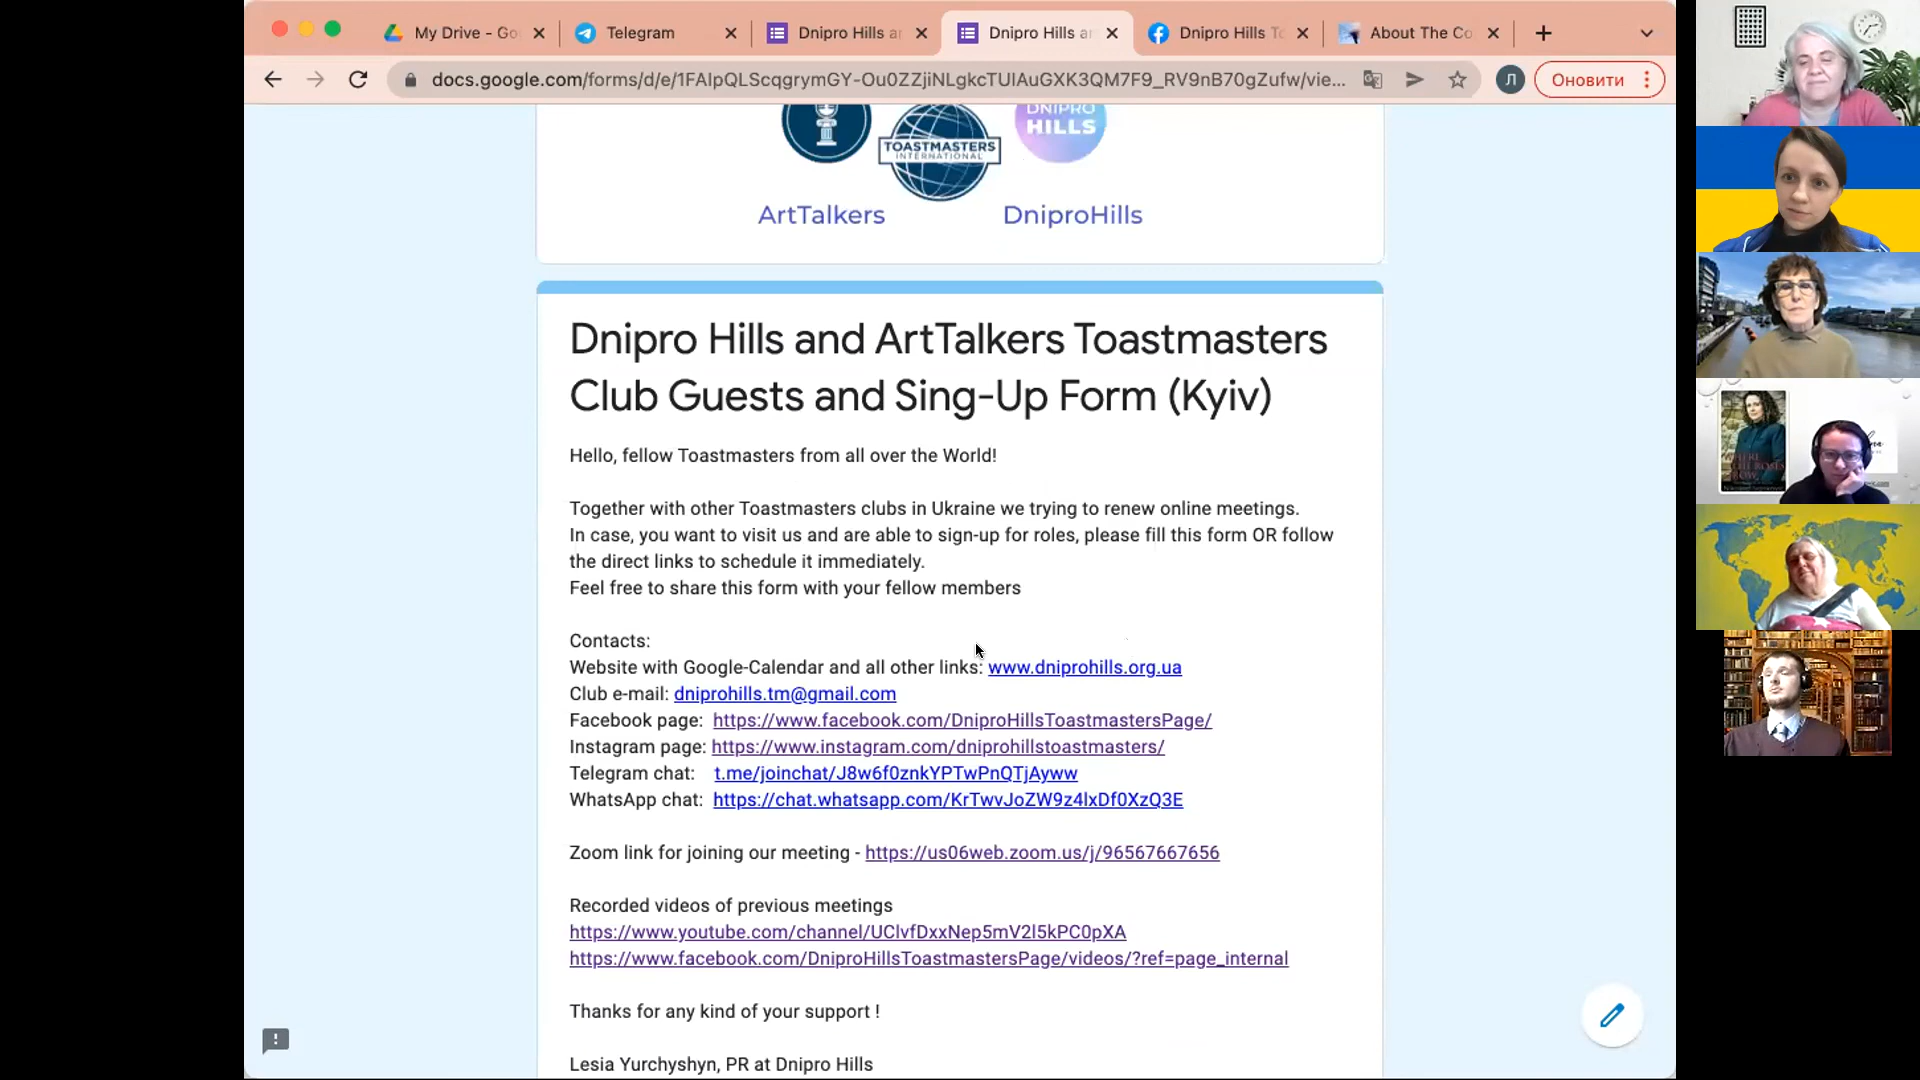 My Drive - Go
Telegram
Dnipro Hills a
Dnipro Hills a
Dnipro Hills To
About The Co
docs.google.com/forms/d/e/1FAIpQLScqgrymGY-Ou0ZZjiNLgkcTUlAuGXK3QM7F9_RV9nB70gZufw/vie...
Л
Оновити
TOASTMASTERS
INTERNATIONAL
DNIPRO
HILLS
ArtTalkers
DniproHills
Dnipro Hills and ArtTalkers Toastmasters
Club Guests and Sing-Up Form (Kyiv)
Hello, fellow Toastmasters from all over the World!
Together with other Toastmasters clubs in Ukraine we trying to renew online meetings.
In case, you want to visit us and are able to sign-up for roles, please fill this form OR follow
the direct links to schedule it immediately.
Feel free to share this form with your fellow members
Contacts:
Website with Google-Calendar and all other links: www.dniprohills.org.ua
Club e-mail: dniprohills.tm@gmail.com
Facebook page: https://www.facebook.com/DniproHillsToastmastersPage/
Instagram page: https://www.instagram.com/dniprohillstoastmasters/
Telegram chat: t.me/joinchat/J8w6f0znkYPTwPnQTjAyww
WhatsApp chat: https://chat.whatsapp.com/KrTwvJoZW9z4lxDf0XzQ3E
Zoom link for joining our meeting - https://us06web.zoom.us/j/96567667656
Recorded videos of previous meetings
https://www.youtube.com/channel/UClvfDxxNep5mV2l5kPC0pXA
https://www.facebook.com/DniproHillsToastmastersPage/videos/?ref=page_internal
Thanks for any kind of your support !
Lesia Yurchyshyn, PR at Dnipro Hills